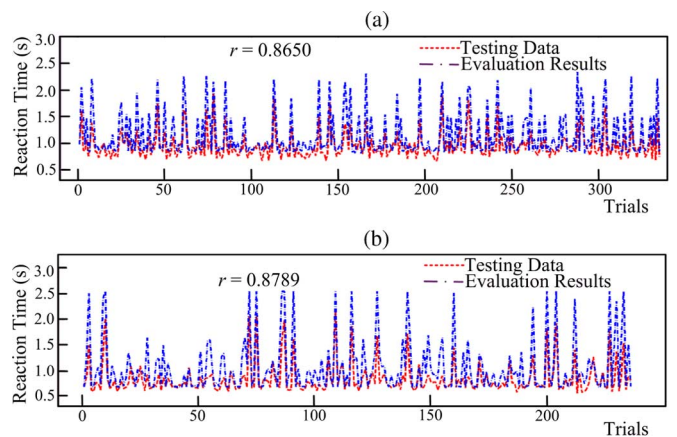 (a)
r = 0.8650
Testing Data
Evaluation Results
Reaction Time (s)
3.0
2.5
2.0
1.5
1.0
0.5
0 50 100 150 200 250 300
Trials
(b)
r = 0.8789
Testing Data
Evaluation Results
Reaction Time (s)
3.0
2.5
2.0
1.5
1.0
0.5
0 50 100 150 200
Trials